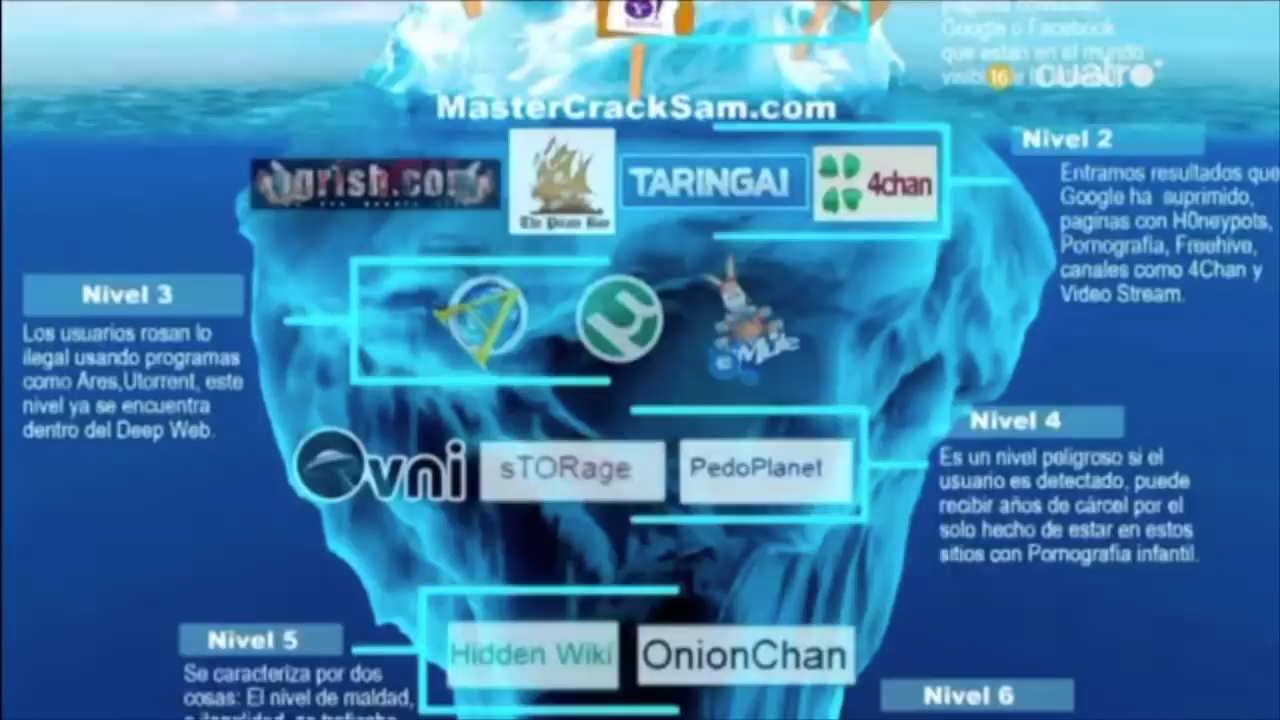 Y!
Google o Facebook
que estan en el mundo
16
cuatro
MasterCrackSam.com
Nivel 2
Entramos resultados que
Google ha suprimido,
paginas con H0neypots,
Pornografia, Freehive,
canales como 4Chan y
Video Stream.
ogrish.com
The Pirate Bay
TARINGA!
4chan
Nivel 3
Los usuarios rosan lo
ilegal usando programas
como Ares,Utorrent, este
nivel ya se encuentra
dentro del Deep Web.
eMule
Nivel 4
Es un nivel peligroso si el
usuario es detectado, puede
recibir años de cárcel por el
solo hecho de estar en estos
sitios con Pornografia infantil.
Ovni
sTORage
PedoPlanet
Nivel 5
Se caracteriza por dos
cosas: El nivel de maldad,
Hidden Wiki
OnionChan
Nivel 6